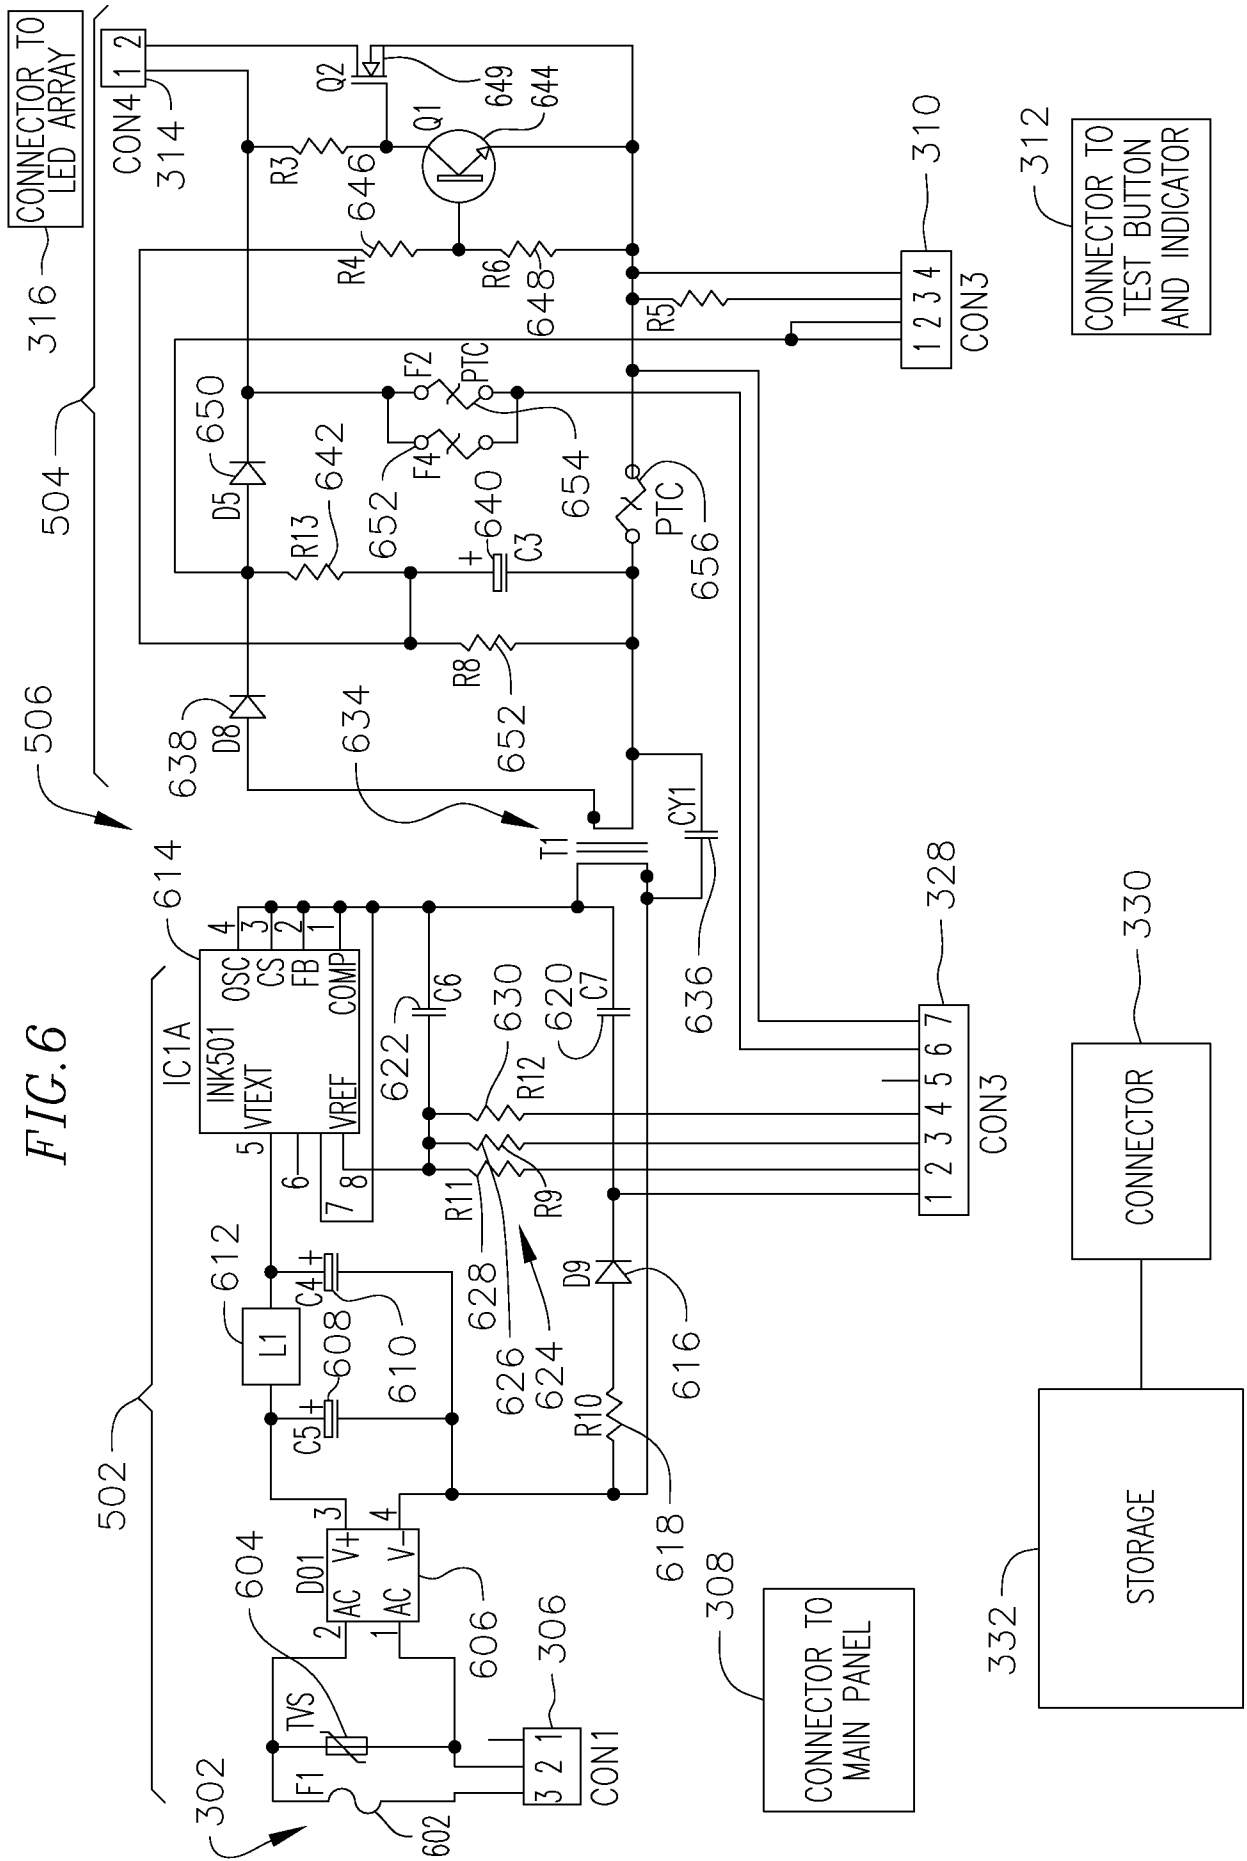 FIG.6
502
506
504
CONNECTOR TO
LED ARRAY
316
1 2
CON4
314
302
F1
602
TVS
604
3 2 1
CON1
306
CONNECTOR TO
MAIN PANEL
308
D01
AC V+
AC V-
2
1
3
4
606
C5
+
608
L1
612
C4
+
610
IC1A
INK501
VTEXT
VREF
OSC
CS
FB
COMP
614
5
6
7
8
4
3
2
1
R10
618
D9
616
R11
628
R9
626
624
R12
630
C6
622
C7
620
T1
634
CY1
636
D8
638
R8
652
R13
642
C3
+
640
D5
650
F4
652
F2
PTC
654
PTC
656
R4
646
R6
648
R3
Q1
644
Q2
649
R5
1 2 3 4
CON3
310
CONNECTOR TO
TEST BUTTON
AND INDICATOR
312
1 2 3 4 5 6 7
CON3
328
CONNECTOR
330
STORAGE
332